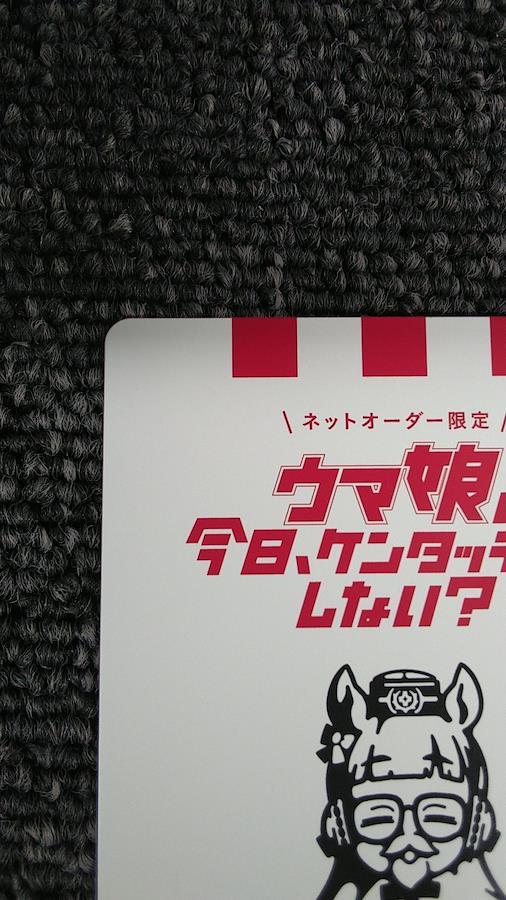 \ ネットオーダー限定 /
ウマ娘、
今日、ケンタッキ
しない?